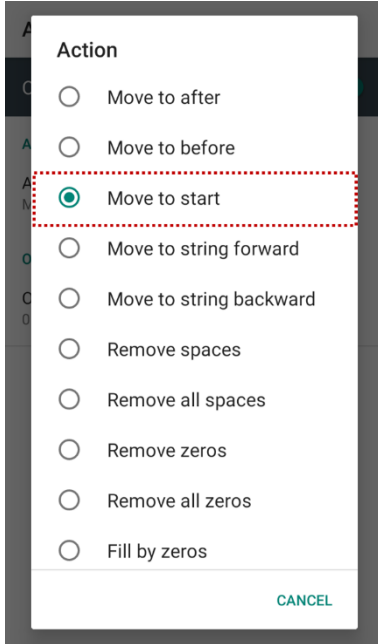 Action
Move to after
Move to before
Move to start
Move to string forward
Move to string backward
Remove spaces
Remove all spaces
Remove zeros
Remove all zeros
Fill by zeros
CANCEL